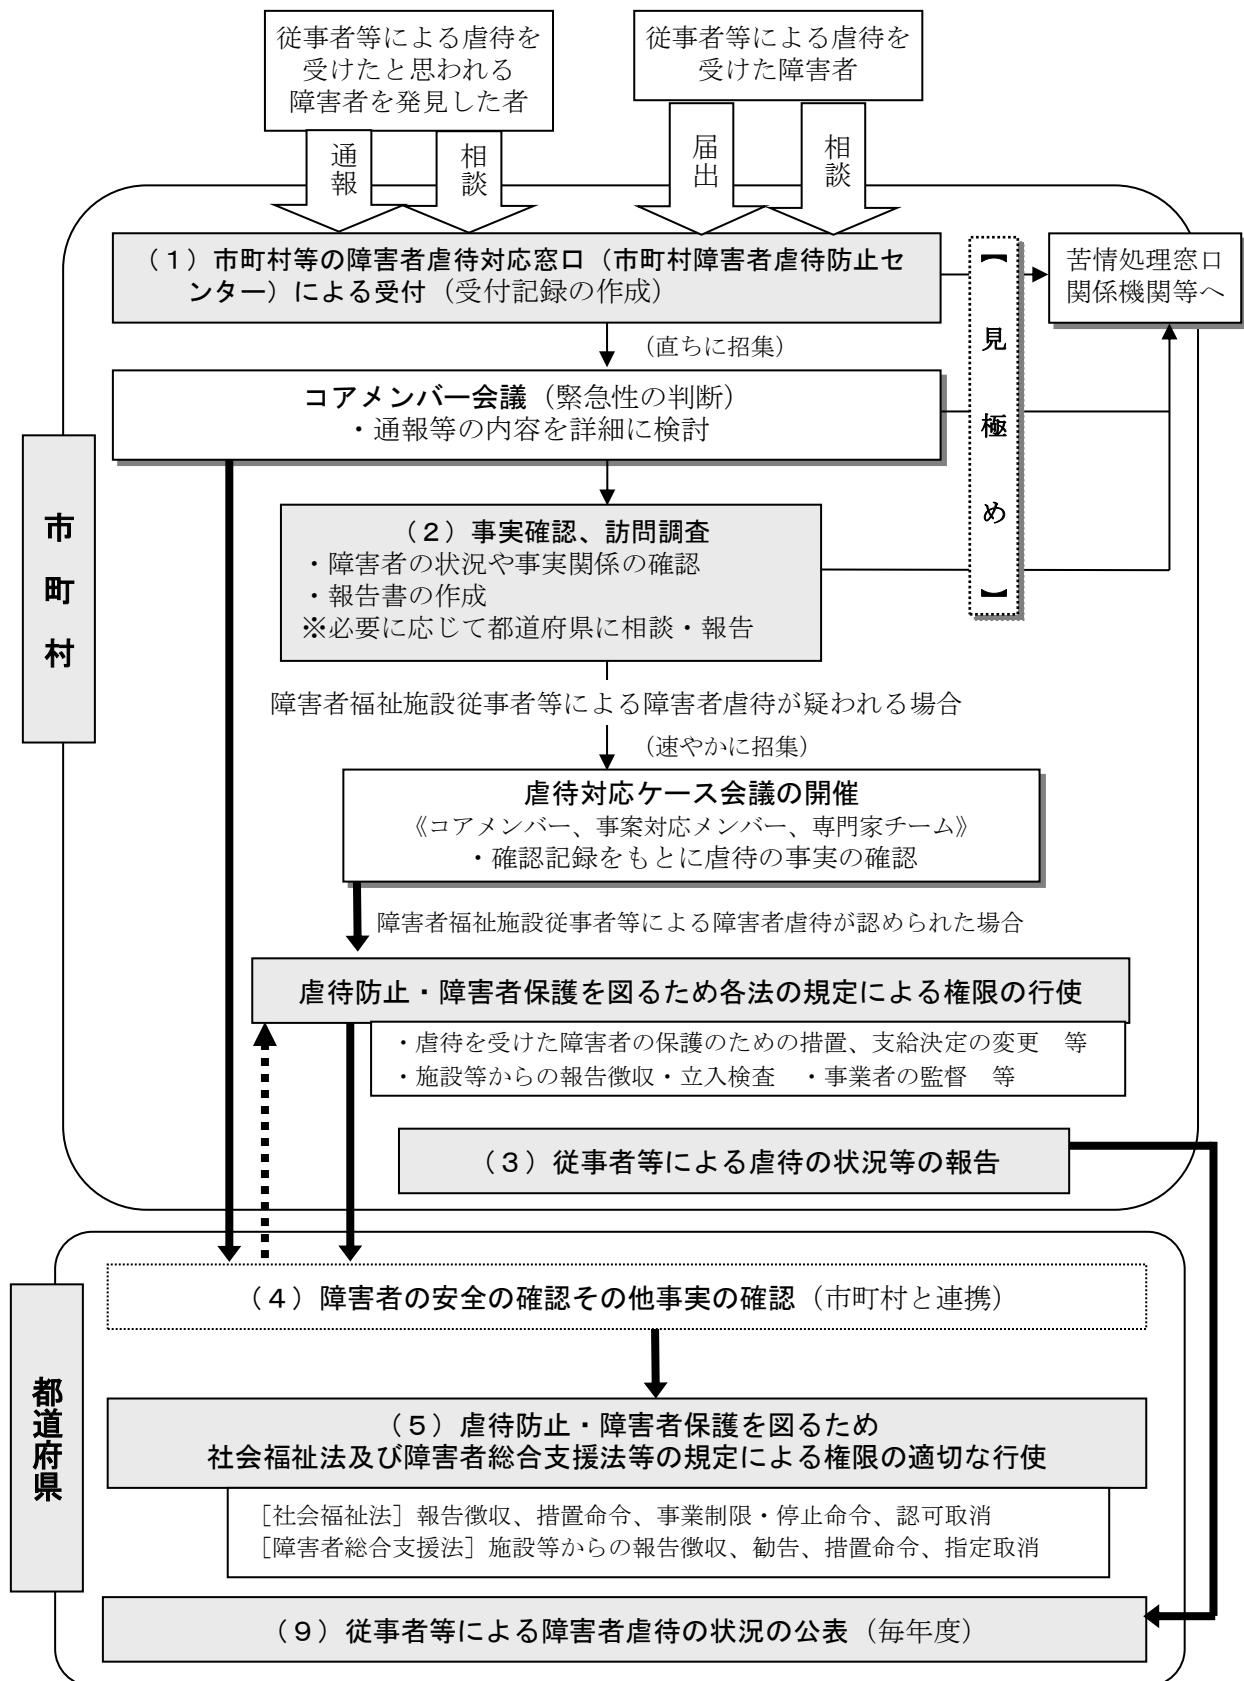 従事者等による虐待を
受けたと思われる
障害者を発見した者
従事者等による虐待を
受けた障害者
通報
相談
届出
相談
（１）市町村等の障害者虐待対応窓口（市町村障害者虐待防止セ
ンター）による受付（受付記録の作成）
苦情処理窓口
関係機関等へ
【見極め】
（直ちに招集）
コアメンバー会議（緊急性の判断）
・通報等の内容を詳細に検討
市町村
（２）事実確認、訪問調査
・障害者の状況や事実関係の確認
・報告書の作成
※必要に応じて都道府県に相談・報告
障害者福祉施設従事者等による障害者虐待が疑われる場合
（速やかに招集）
虐待対応ケース会議の開催
《コアメンバー、事案対応メンバー、専門家チーム》
・確認記録をもとに虐待の事実の確認
障害者福祉施設従事者等による障害者虐待が認められた場合
虐待防止・障害者保護を図るため各法の規定による権限の行使
・虐待を受けた障害者の保護のための措置、支給決定の変更　等
・施設等からの報告徴収・立入検査　・事業者の監督　等
（３）従事者等による虐待の状況等の報告
都道府県
（４）障害者の安全の確認その他事実の確認（市町村と連携）
（５）虐待防止・障害者保護を図るため
社会福祉法及び障害者総合支援法等の規定による権限の適切な行使
［社会福祉法］報告徴収、措置命令、事業制限・停止命令、認可取消
［障害者総合支援法］施設等からの報告徴収、勧告、措置命令、指定取消
（９）従事者等による障害者虐待の状況の公表（毎年度）